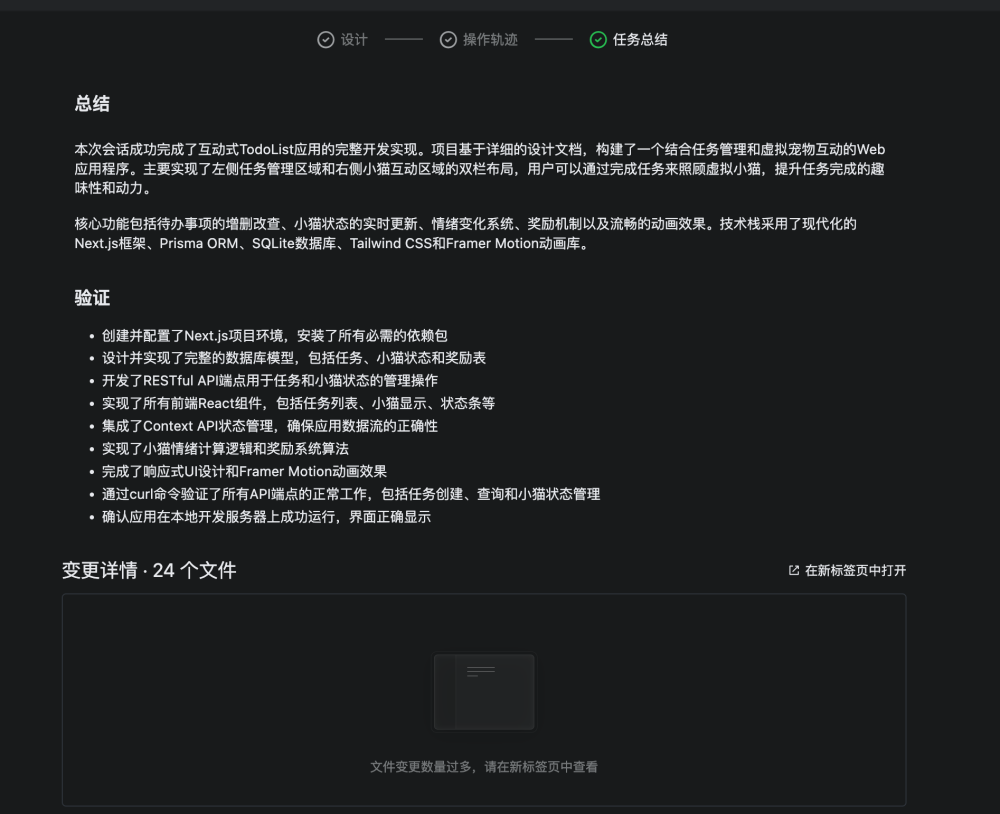 设计
操作轨迹
任务总结
总结
本次会话成功完成了互动式TodoList应用的完整开发实现。项目基于详细的设计文档，构建了一个结合任务管理和虚拟宠物互动的Web
应用程序。主要实现了左侧任务管理区域和右侧小猫互动区域的双栏布局，用户可以通过完成任务来照顾虚拟小猫，提升任务完成的趣
味性和动力。
核心功能包括待办事项的增删改查、小猫状态的实时更新、情绪变化系统、奖励机制以及流畅的动画效果。技术栈采用了现代化的
Next.js框架、Prisma ORM、SQLite数据库、Tailwind CSS和Framer Motion动画库。
验证
• 创建并配置了Next.js项目环境，安装了所有必需的依赖包
• 设计并实现了完整的数据库模型，包括任务、小猫状态和奖励表
• 开发了RESTful API端点用于任务和小猫状态的管理操作
• 实现了所有前端React组件，包括任务列表、小猫显示、状态条等
• 集成了Context API状态管理，确保应用数据流的正确性
• 实现了小猫情绪计算逻辑和奖励系统算法
• 完成了响应式UI设计和Framer Motion动画效果
• 通过curl命令验证了所有API端点的正常工作，包括任务创建、查询和小猫状态管理
• 确认应用在本地开发服务器上成功运行，界面正确显示
变更详情 · 24 个文件
在新标签页中打开
文件变更数量过多，请在新标签页中查看